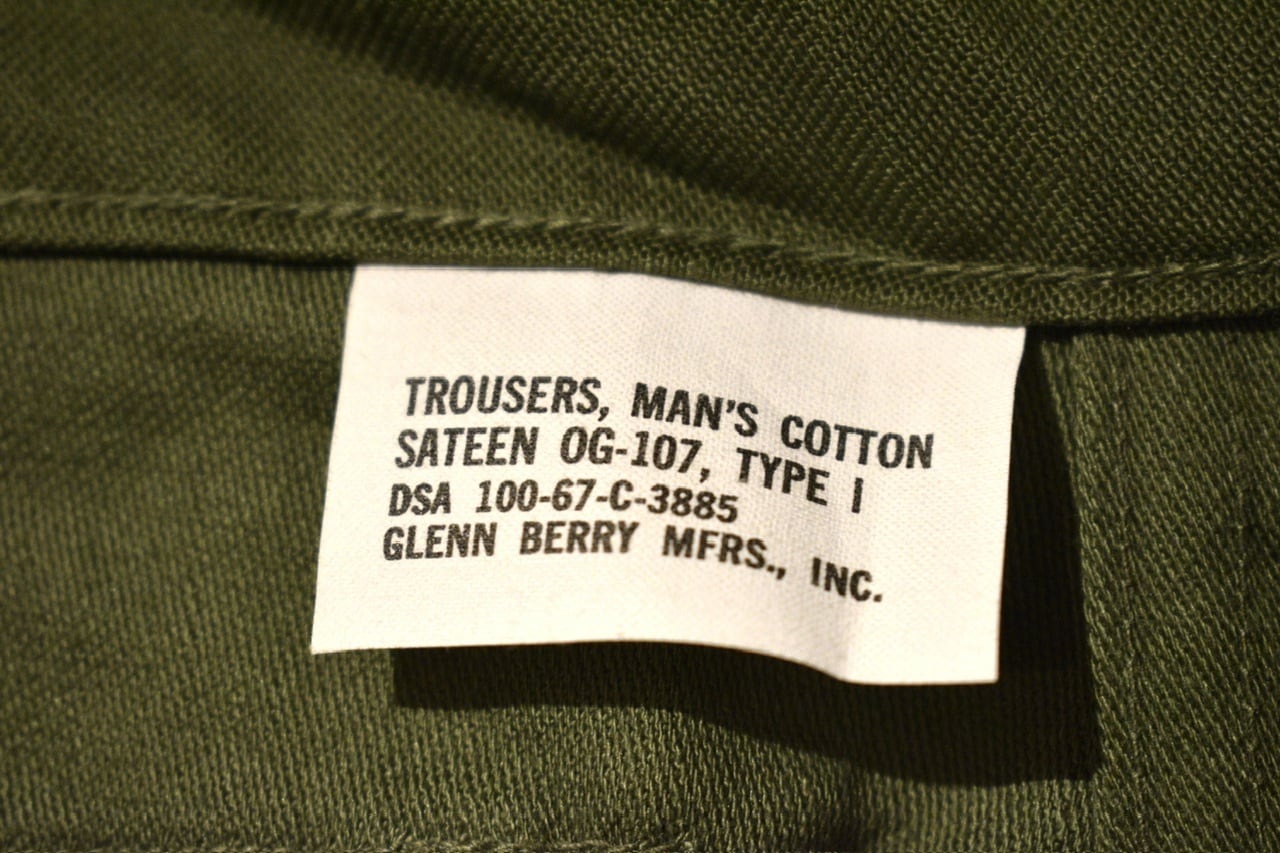 TROUSERS, MAN'S COTTON
SATEEN OG-107, TYPE I
DSA 100-67-C-3885
GLENN BERRY MFRS., INC.